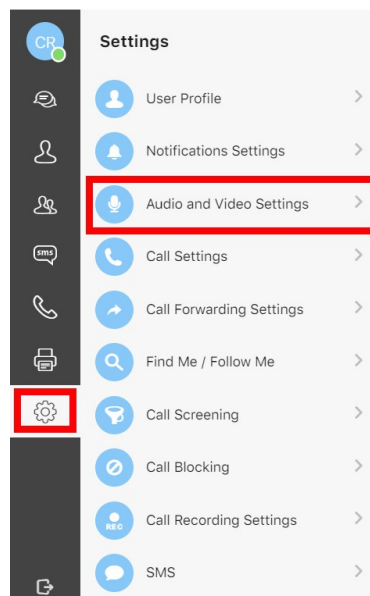 CR
Settings
User Profile
Notifications Settings
Audio and Video Settings
sms
Call Settings
Call Forwarding Settings
Find Me / Follow Me
Call Screening
Call Blocking
REC
Call Recording Settings
SMS